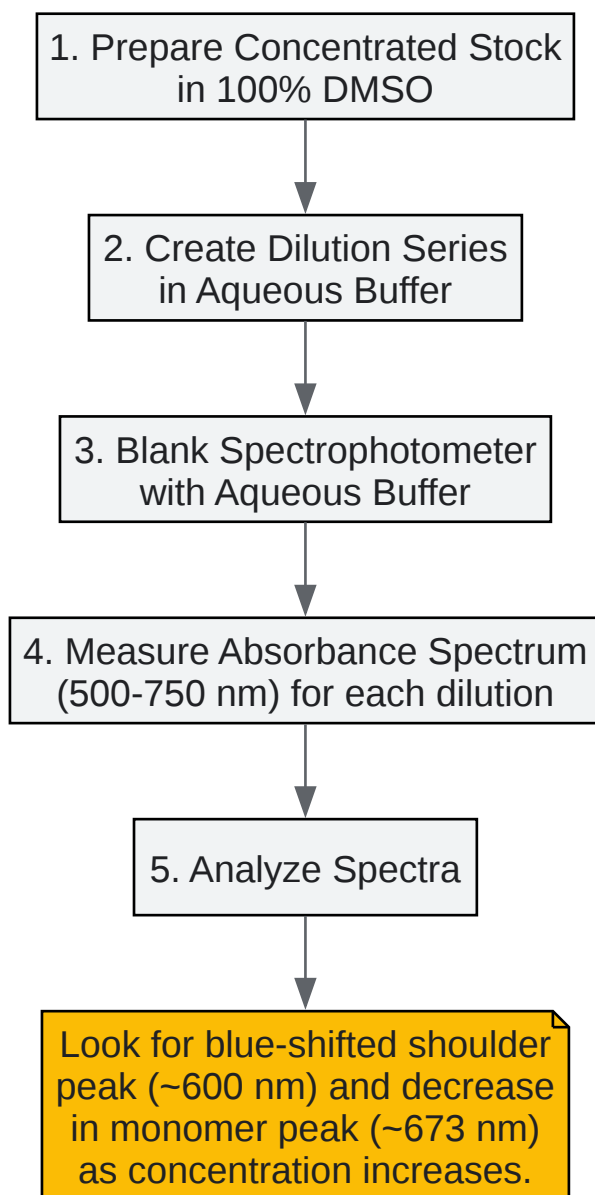 1. Prepare Concentrated Stock
in 100% DMSO
2. Create Dilution Series
in Aqueous Buffer
3. Blank Spectrophotometer
with Aqueous Buffer
4. Measure Absorbance Spectrum
(500-750 nm) for each dilution
5. Analyze Spectra
Look for blue-shifted shoulder
peak (~600 nm) and decrease
in monomer peak (~673 nm)
as concentration increases.